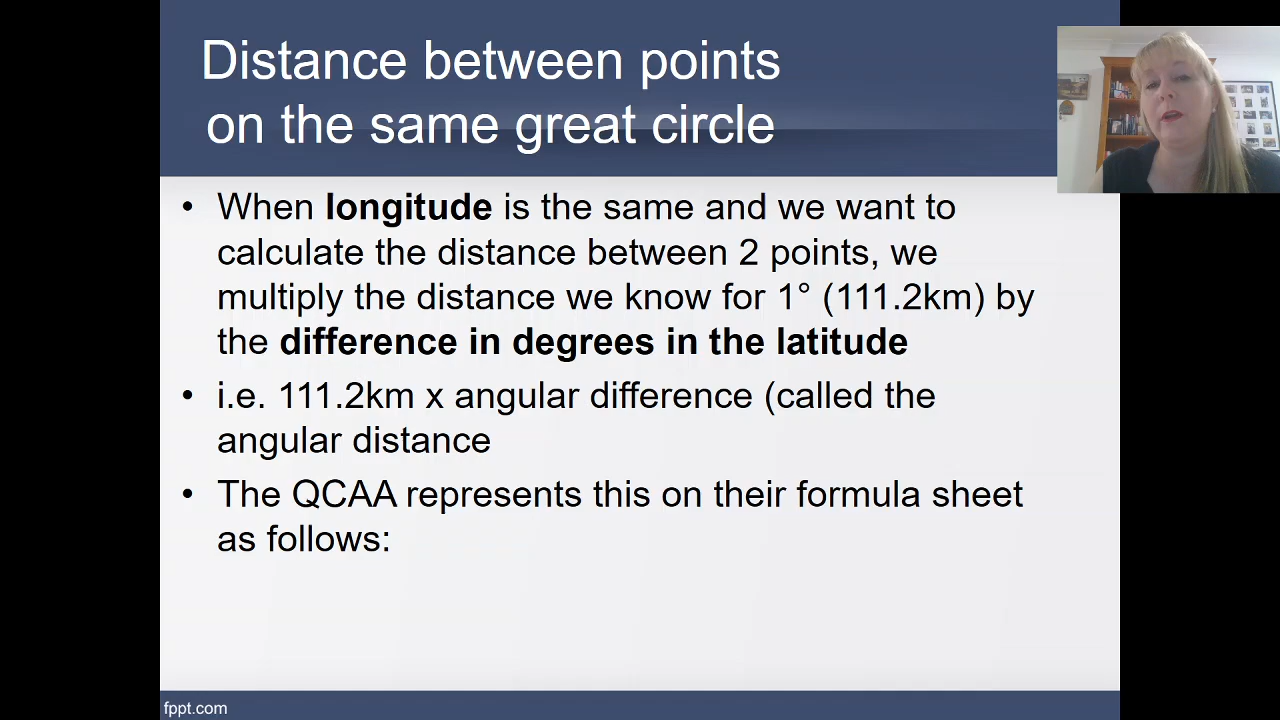 Distance between points
on the same great circle
• When longitude is the same and we want to
calculate the distance between 2 points, we
multiply the distance we know for 1° (111.2km) by
the difference in degrees in the latitude
• i.e. 111.2km x angular difference (called the
angular distance
• The QCAA represents this on their formula sheet
as follows:
fppt.com